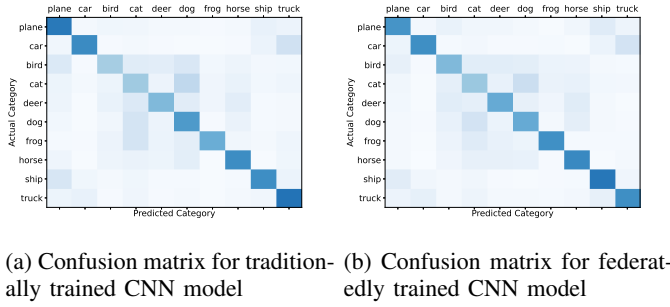 plane car bird cat deer dog frog horse ship truck
plane
car
bird
cat
deer
dog
frog
horse
ship
truck
Actual Category
Predicted Category
plane car bird cat deer dog frog horse ship truck
plane
car
bird
cat
deer
dog
frog
horse
ship
truck
Actual Category
Predicted Category
(a) Confusion matrix for tradition-
ally trained CNN model
(b) Confusion matrix for federat-
edly trained CNN model